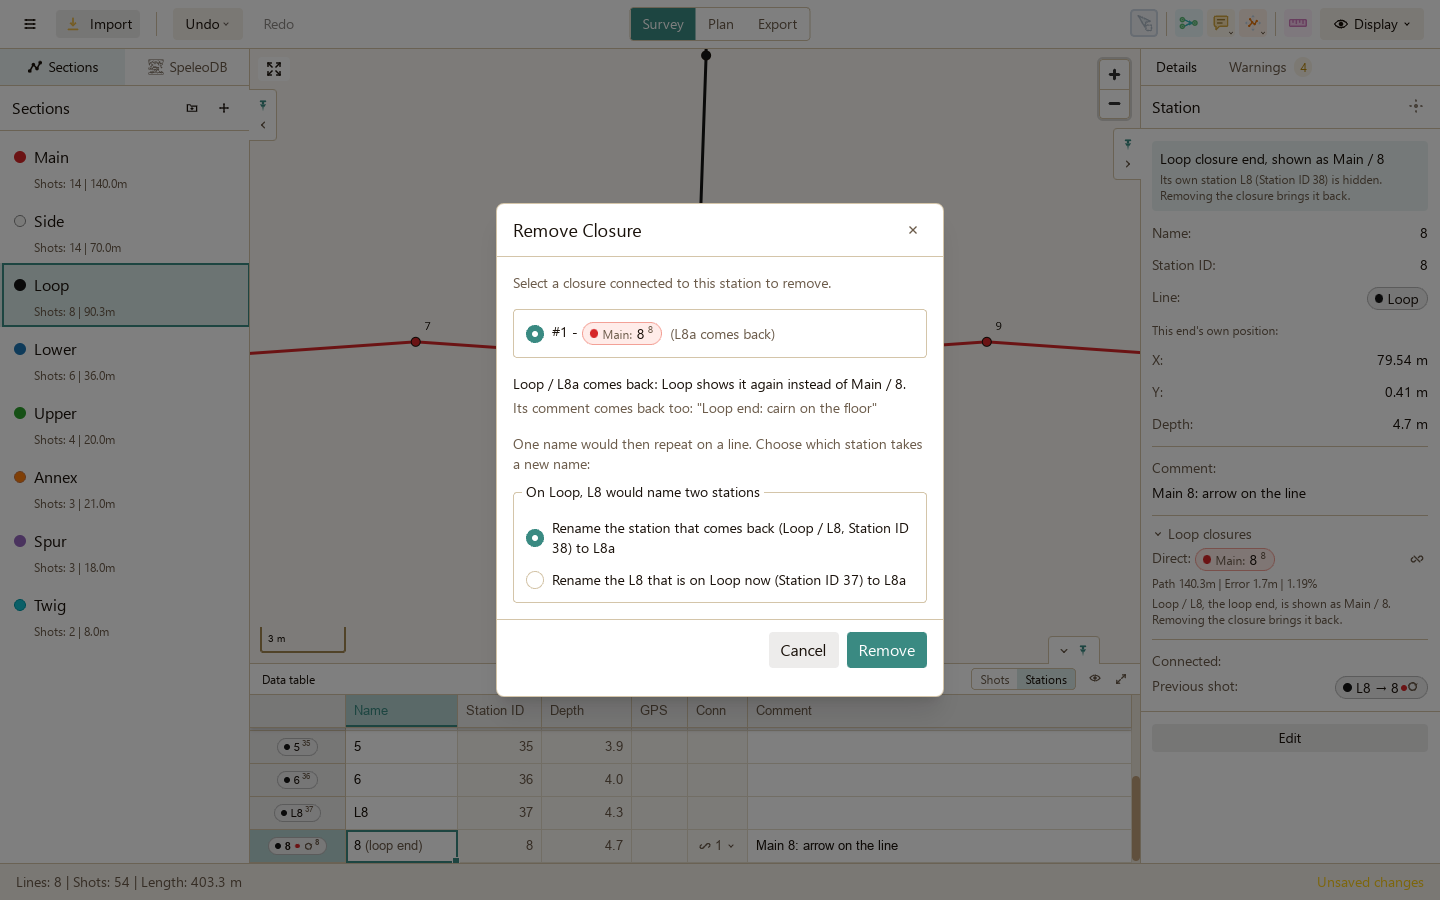 Import
Undo
Redo
Survey
Plan
Export
Display
Sections
SpeleoDB
Sections
Main
Shots: 14 | 140.0m
Side
Shots: 14 | 70.0m
Loop
Shots: 8 | 90.3m
Lower
Shots: 6 | 36.0m
Upper
Shots: 4 | 20.0m
Annex
Shots: 3 | 21.0m
Spur
Shots: 3 | 18.0m
Twig
Shots: 2 | 8.0m
7
9
3 m
Remove Closure
Select a closure connected to this station to remove.
#1 - Main: 8 8 (L8a comes back)
Loop / L8a comes back: Loop shows it again instead of Main / 8.
Its comment comes back too: "Loop end: cairn on the floor"
One name would then repeat on a line. Choose which station takes
a new name:
On Loop, L8 would name two stations
Rename the station that comes back (Loop / L8, Station ID
38) to L8a
Rename the L8 that is on Loop now (Station ID 37) to L8a
Cancel
Remove
Data table
Shots
Stations
Name Station ID Depth GPS Conn Comment
5 35 5 35 3.9
6 36 6 36 4.0
L8 37 L8 37 4.3
8 8 8 (loop end) 8 4.7 1 Main 8: arrow on the line
Details
Warnings 4
Station
Loop closure end, shown as Main / 8
Its own station L8 (Station ID 38) is hidden.
Removing the closure brings it back.
Name: 8
Station ID: 8
Line: Loop
This end's own position:
X: 79.54 m
Y: 0.41 m
Depth: 4.7 m
Comment:
Main 8: arrow on the line
Loop closures
Direct: Main: 8 8
Path 140.3m | Error 1.7m | 1.19%
Loop / L8, the loop end, is shown as Main / 8.
Removing the closure brings it back.
Connected:
Previous shot: L8 → 8
Edit
Lines: 8 | Shots: 54 | Length: 403.3 m
Unsaved changes